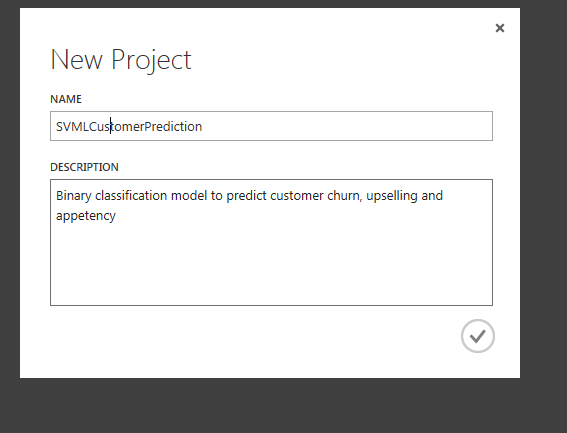 New Project
NAME
SVMLCustomerPrediction
DESCRIPTION
Binary classification model to predict customer churn, upselling and
appetency